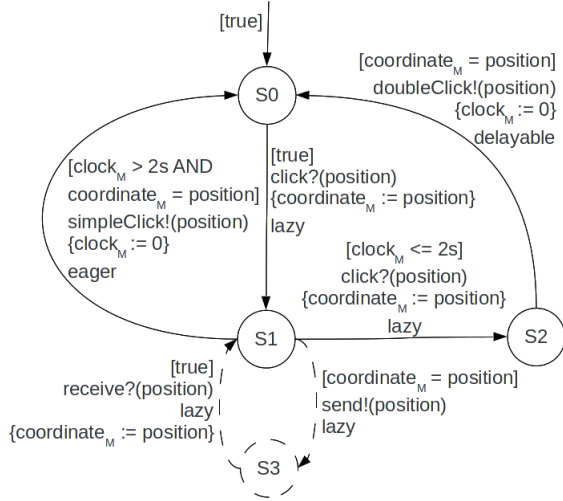 [true]
[coordinate_M = position]
doubleClick!(position)
{clock_M := 0}
delayable
S0
[clock_M > 2s AND
coordinate_M = position]
simpleClick!(position)
{clock_M := 0}
eager
[true]
click?(position)
{coordinate_M := position}
lazy
[clock_M <= 2s]
click?(position)
{coordinate_M := position}
lazy
S1
S2
[true]
receive?(position)
lazy
{coordinate_M := position}
[coordinate_M = position]
send!(position)
lazy
S3